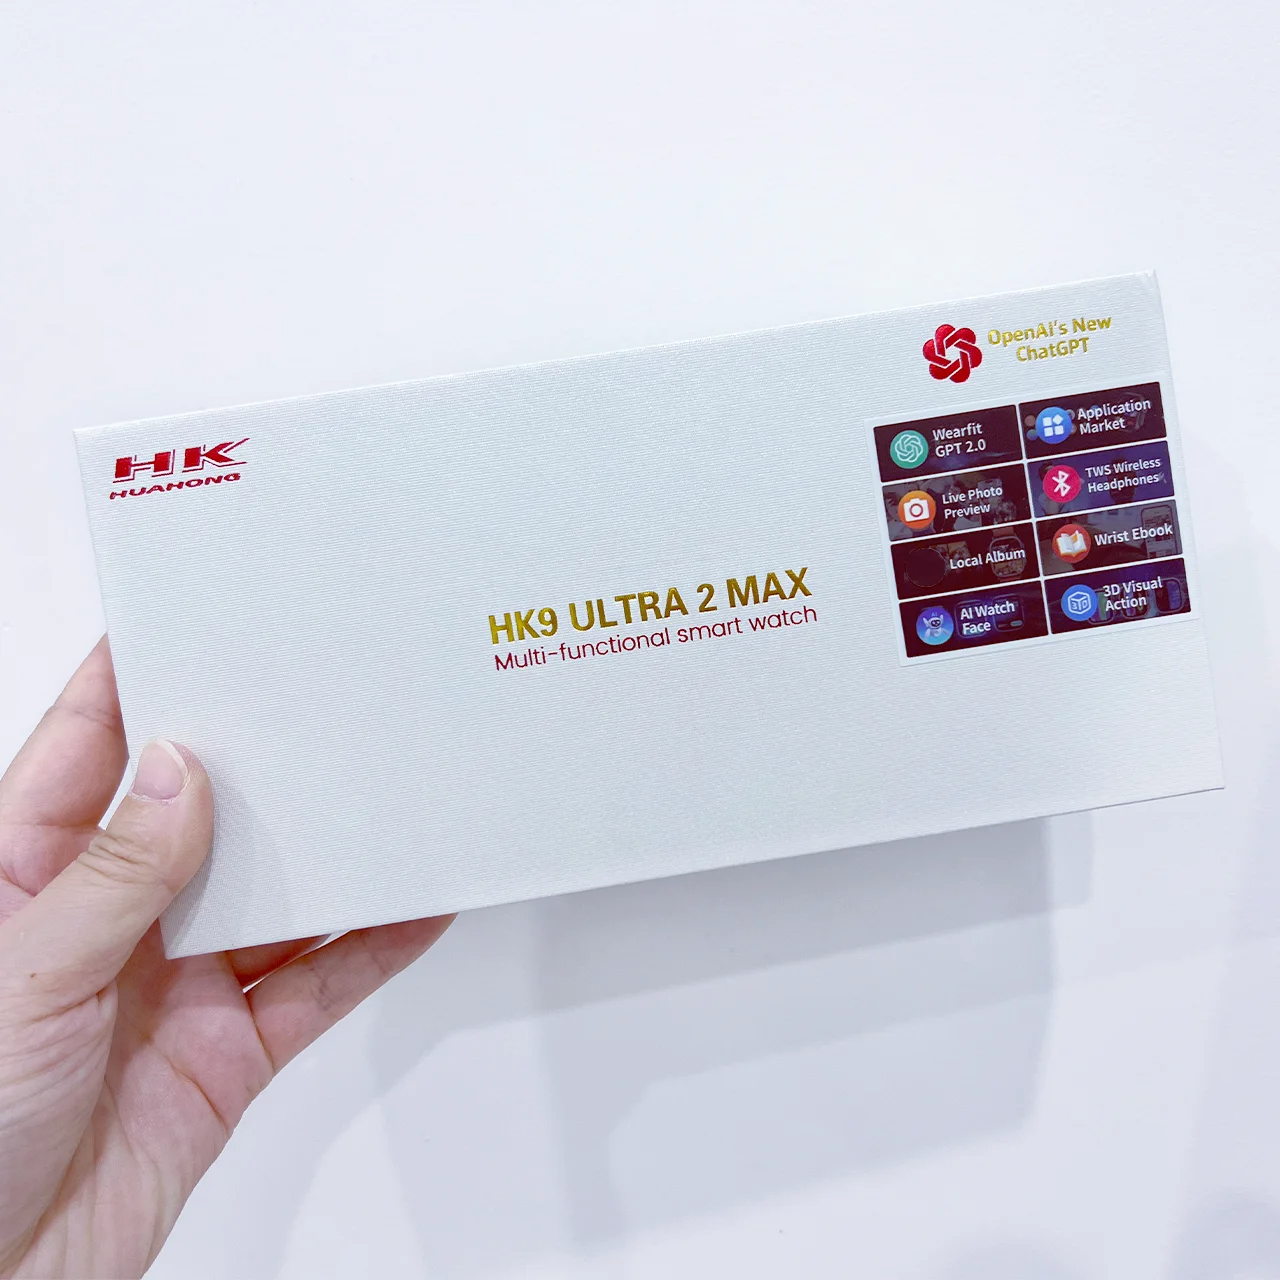 HK
HUAHONG
OpenAI's New
ChatGPT
HK9 ULTRA 2 MAX
Multi-functional smart watch
Wearfit
GPT 2.0
Application
Market
Live Photo
Preview
TWS Wireless
Headphones
Local Album
Wrist Ebook
AI Watch
Face
3D
3D Visual
Action